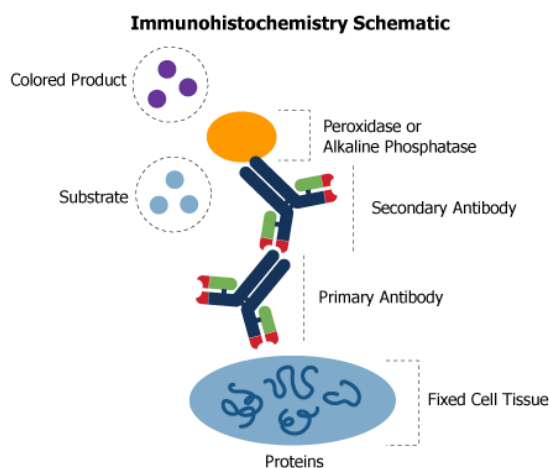 Immunohistochemistry Schematic
Colored Product
Peroxidase or
Alkaline Phosphatase
Substrate
Secondary Antibody
Primary Antibody
Fixed Cell Tissue
Proteins